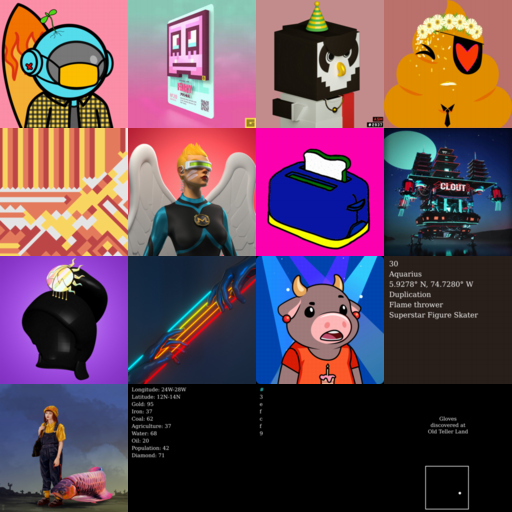 CLOUT
30
Aquarius
5.9278° N, 74.7280° W
Duplication
Flame thrower
Superstar Figure Skater
Longitude: 24W-28W
Latitude: 12N-14N
Gold: 95
Iron: 37
Coal: 62
Agriculture: 37
Water: 68
Oil: 20
Population: 42
Diamond: 71
#
3
e
f
c
f
9
Gloves
discovered at
Old Teller Land